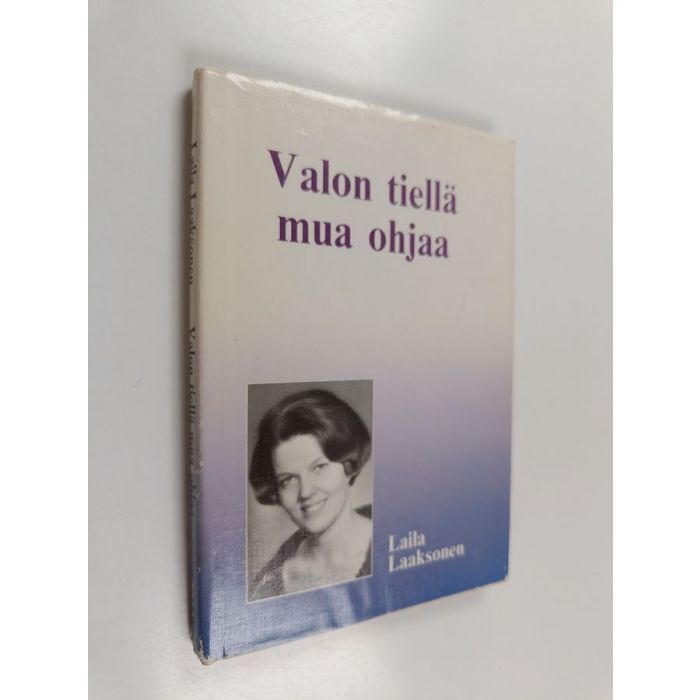 Valon tiellä
mua ohjaa
Laila
Laaksonen
Laila Laaksonen Valon tiellä mua ohjaa